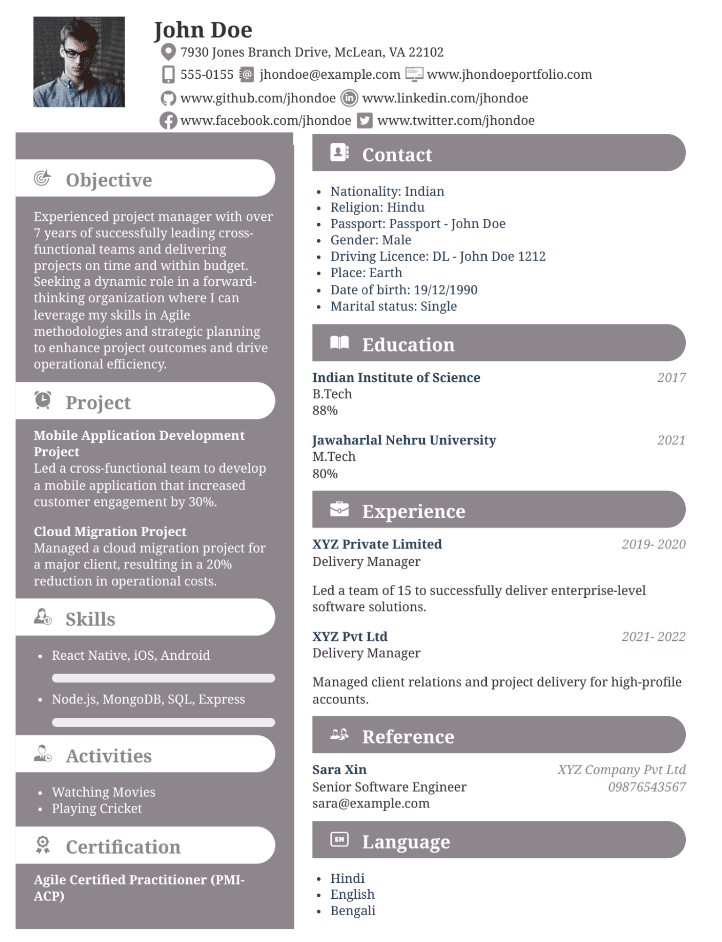 John Doe
7930 Jones Branch Drive, McLean, VA 22102
555-0155 jhondoe@example.com www.jhondoeportfolio.com
www.github.com/jhondoe www.linkedin.com/jhondoe
www.facebook.com/jhondoe www.twitter.com/jhondoe
Objective
Experienced project manager with over
7 years of successfully leading cross-
functional teams and delivering
projects on time and within budget.
Seeking a dynamic role in a forward-
thinking organization where I can
leverage my skills in Agile
methodologies and strategic planning
to enhance project outcomes and drive
operational efficiency.
Project
Mobile Application Development
Project
Led a cross-functional team to develop
a mobile application that increased
customer engagement by 30%.
Cloud Migration Project
Managed a cloud migration project for
a major client, resulting in a 20%
reduction in operational costs.
Skills
• React Native, iOS, Android
• Node.js, MongoDB, SQL, Express
Activities
• Watching Movies
• Playing Cricket
Certification
Agile Certified Practitioner (PMI-
ACP)
Contact
• Nationality: Indian
• Religion: Hindu
• Passport: Passport - John Doe
• Gender: Male
• Driving Licence: DL - John Doe 1212
• Place: Earth
• Date of birth: 19/12/1990
• Marital status: Single
Education
Indian Institute of Science 2017
B.Tech
88%
Jawaharlal Nehru University 2021
M.Tech
80%
Experience
XYZ Private Limited 2019- 2020
Delivery Manager
Led a team of 15 to successfully deliver enterprise-level
software solutions.
XYZ Pvt Ltd 2021- 2022
Delivery Manager
Managed client relations and project delivery for high-profile
accounts.
Reference
Sara Xin XYZ Company Pvt Ltd
Senior Software Engineer 09876543567
sara@example.com
EN Language
• Hindi
• English
• Bengali